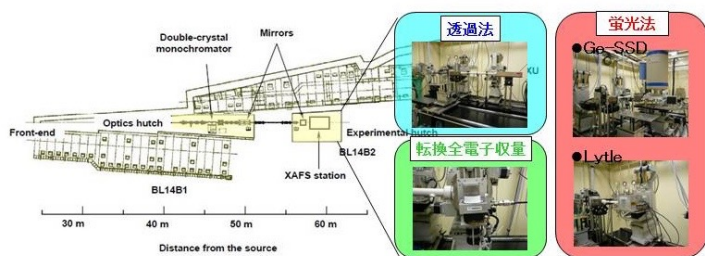 Double-crystal
monochromator
Mirrors
Front-end
Optics hutch
Experimental hutch
BL14B2
XAFS station
BL14B1
30 m
40 m
50 m
60 m
Distance from the source
透過法
XU
転換全電子収量
蛍光法
●Ge-SSD
●Lytle